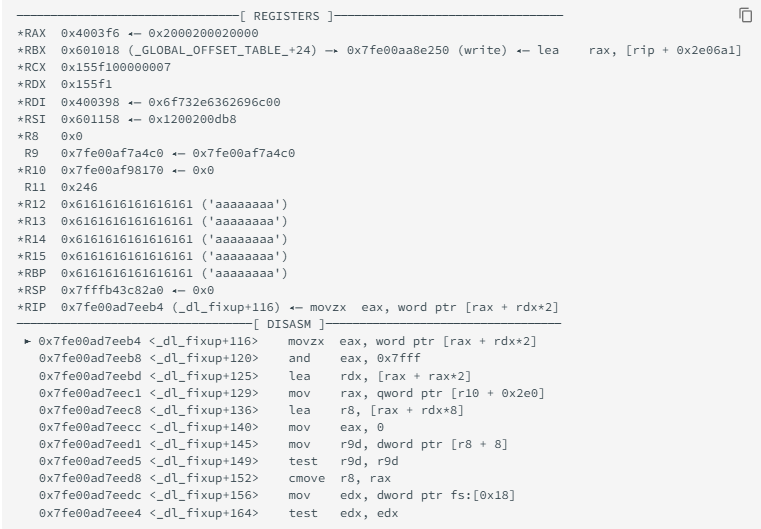 ───────────────────────────────[ REGISTERS ]────────────────────────────────
*RAX  0x4003f6 ◂— 0x2000200020000
*RBX  0x601018 (_GLOBAL_OFFSET_TABLE_+24) —▸ 0x7fe00aa8e250 (write) ◂— lea    rax, [rip + 0x2e06a1]
*RCX  0x155f100000007
*RDX  0x155f1
*RDI  0x400398 ◂— 0x6f732e6362696c00
*RSI  0x601158 ◂— 0x1200200db8
*R8   0x0
 R9   0x7fe00af7a4c0 ◂— 0x7fe00af7a4c0
*R10  0x7fe00af98170 ◂— 0x0
 R11  0x246
*R12  0x6161616161616161 ('aaaaaaaa')
*R13  0x6161616161616161 ('aaaaaaaa')
*R14  0x6161616161616161 ('aaaaaaaa')
*R15  0x6161616161616161 ('aaaaaaaa')
*RBP  0x6161616161616161 ('aaaaaaaa')
*RSP  0x7fffb43c82a0 ◂— 0x0
*RIP  0x7fe00ad7eeb4 (_dl_fixup+116) ◂— movzx  eax, word ptr [rax + rdx*2]
─────────────────────────────────[ DISASM ]─────────────────────────────────
 ► 0x7fe00ad7eeb4 <_dl_fixup+116>    movzx  eax, word ptr [rax + rdx*2]
   0x7fe00ad7eeb8 <_dl_fixup+120>    and    eax, 0x7fff
   0x7fe00ad7eebd <_dl_fixup+125>    lea    rdx, [rax + rax*2]
   0x7fe00ad7eec1 <_dl_fixup+129>    mov    rax, qword ptr [r10 + 0x2e0]
   0x7fe00ad7eec8 <_dl_fixup+136>    lea    r8, [rax + rdx*8]
   0x7fe00ad7eecc <_dl_fixup+140>    mov    eax, 0
   0x7fe00ad7eed1 <_dl_fixup+145>    mov    r9d, dword ptr [r8 + 8]
   0x7fe00ad7eed5 <_dl_fixup+149>    test   r9d, r9d
   0x7fe00ad7eed8 <_dl_fixup+152>    cmove  r8, rax
   0x7fe00ad7eedc <_dl_fixup+156>    mov    edx, dword ptr fs:[0x18]
   0x7fe00ad7eee4 <_dl_fixup+164>    test   edx, edx